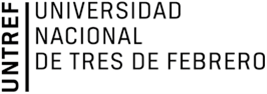 UNTREF
UNIVERSIDAD
NACIONAL
DE TRES DE FEBRERO